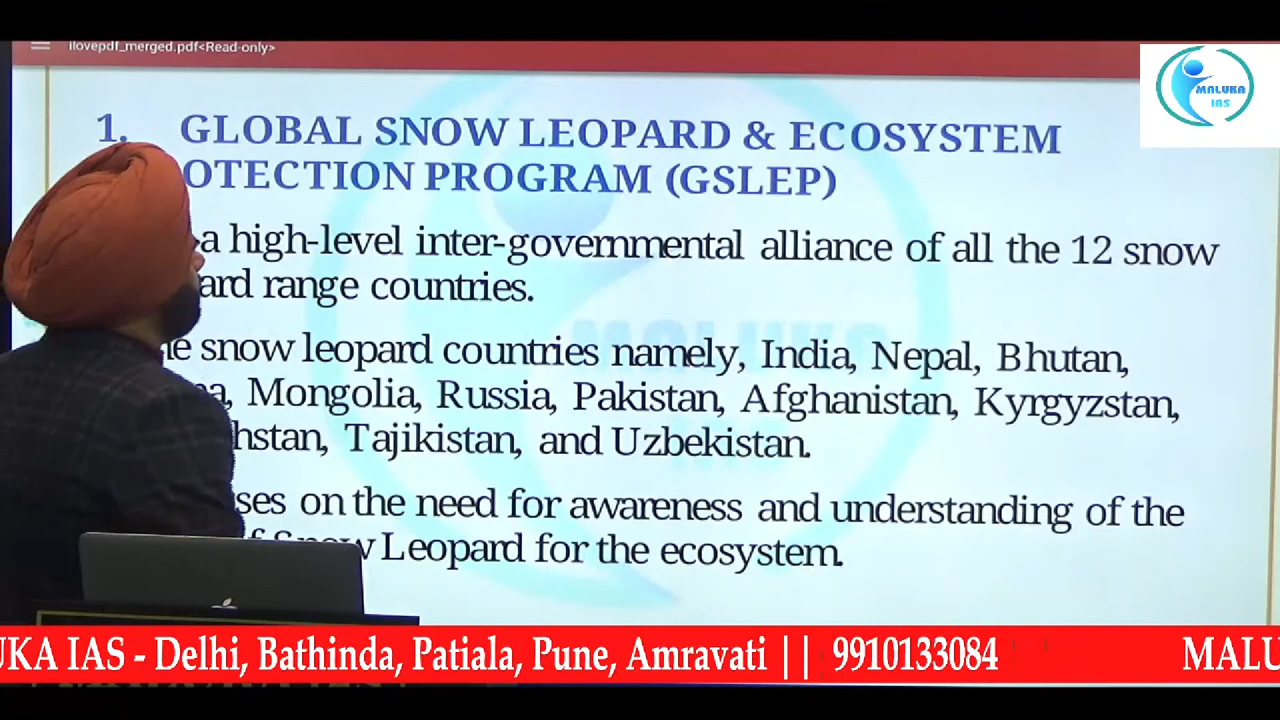 ilovepdf_merged.pdf<Read-only>
MALUKA
IAS
1. GLOBAL SNOW LEOPARD & ECOSYSTEM
OTECTION PROGRAM (GSLEP)
a high-level inter-governmental alliance of all the 12 snow
ard range countries.
snow leopard countries namely, India, Nepal, Bhutan,
Mongolia, Russia, Pakistan, Afghanistan, Kyrgyzstan,
hstan, Tajikistan, and Uzbekistan.
ses on the need for awareness and understanding of the
of Snow Leopard for the ecosystem.
UKA IAS - Delhi, Bathinda, Patiala, Pune, Amravati || 9910133084 MALU